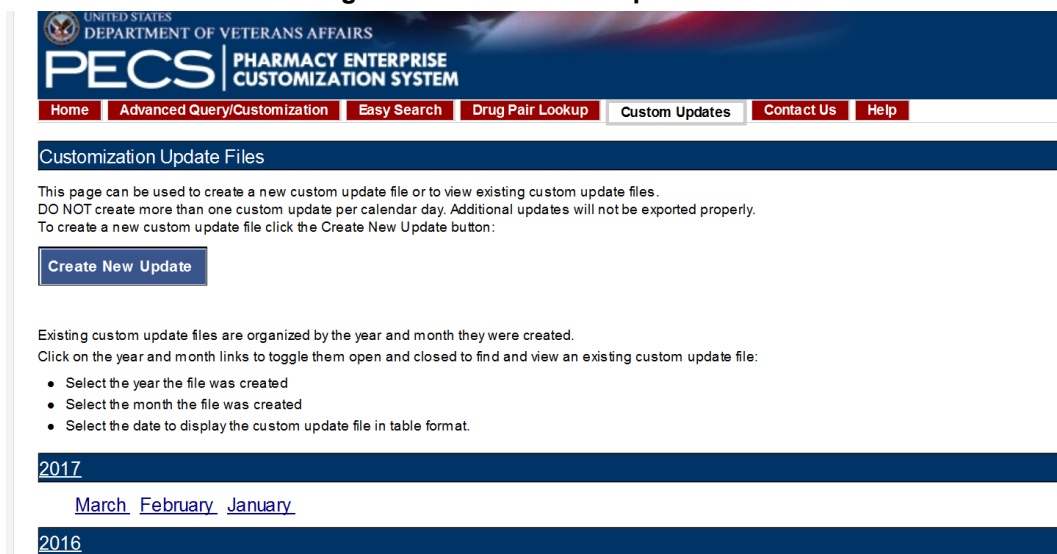 UNITED STATES
DEPARTMENT OF VETERANS AFFAIRS
PECS PHARMACY ENTERPRISE
CUSTOMIZATION SYSTEM
Home Advanced Query/Customization Easy Search Drug Pair Lookup Custom Updates Contact Us Help
Customization Update Files
This page can be used to create a new custom update file or to view existing custom update files.
DO NOT create more than one custom update per calendar day. Additional updates will not be exported properly.
To create a new custom update file click the Create New Update button:
Create New Update
Existing custom update files are organized by the year and month they were created.
Click on the year and month links to toggle them open and closed to find and view an existing custom update file:
● Select the year the file was created
● Select the month the file was created
● Select the date to display the custom update file in table format.
2017
March February January
2016